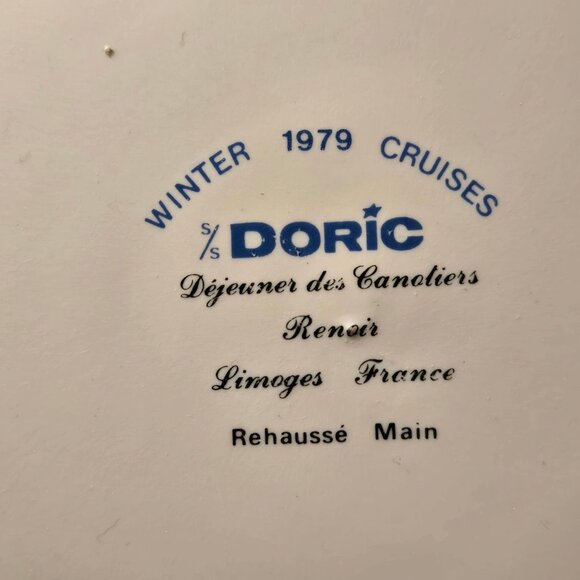 WINTER 1979 CRUISES
S/S DORIC
Déjeuner des Canotiers
Renoir
Limoges France
Rehaussé Main